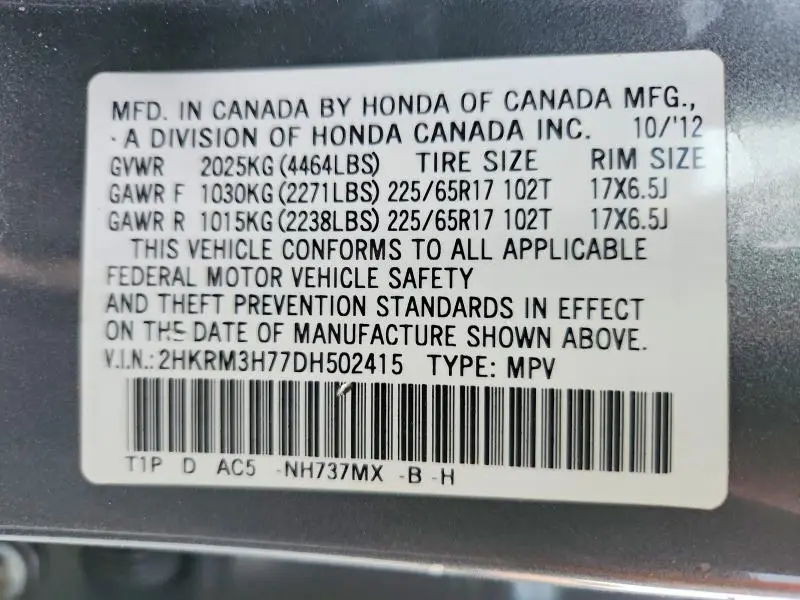 MFD. IN CANADA BY HONDA OF CANADA MFG.,
A DIVISION OF HONDA CANADA INC. 10/'12
GVWR 2025KG (4464LBS) TIRE SIZE RIM SIZE
GAWR F 1030KG (2271LBS) 225/65R17 102T 17X6.5J
GAWR R 1015KG (2238LBS) 225/65R17 102T 17X6.5J
THIS VEHICLE CONFORMS TO ALL APPLICABLE
FEDERAL MOTOR VEHICLE SAFETY
AND THEFT PREVENTION STANDARDS IN EFFECT
ON THE DATE OF MANUFACTURE SHOWN ABOVE.
V.I.N.: 2HKRM3H77DH502415 TYPE: MPV
T1P D AC5 -NH737MX -B -H